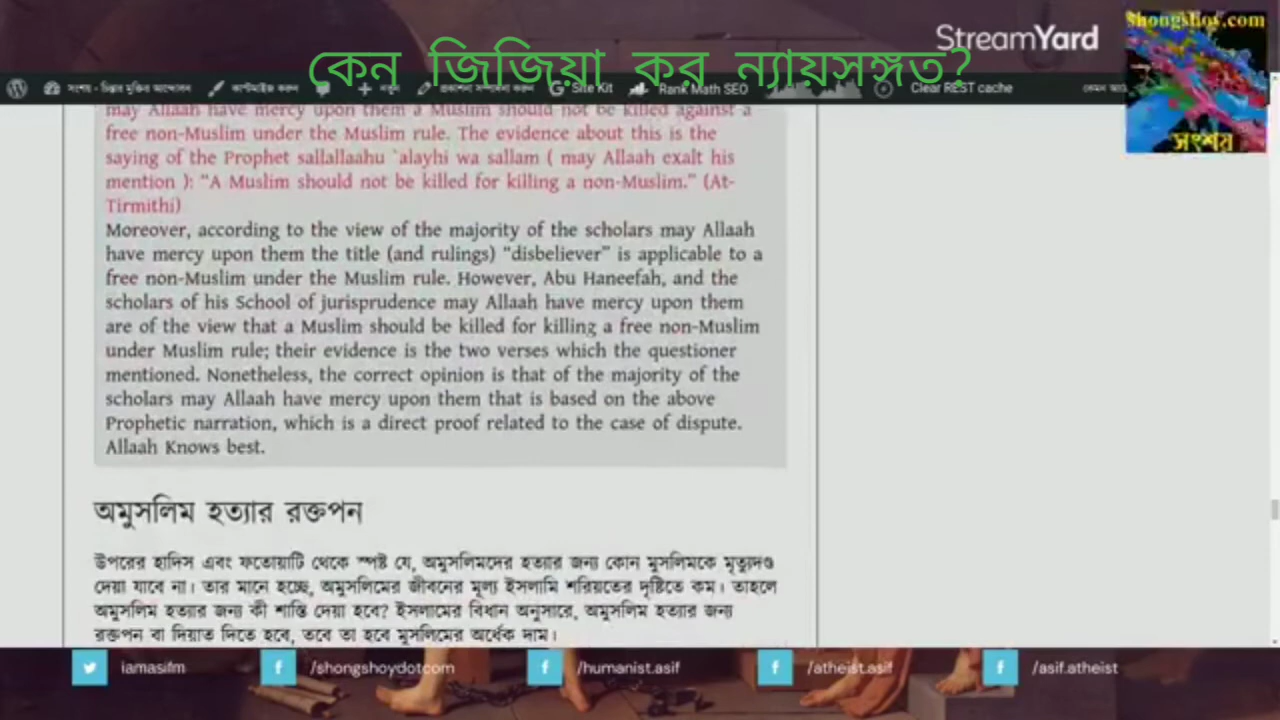 StreamYard
Shongshoy.com
কেন জিজিয়া কর ন্যায়সঙ্গত?
সংশয় - চিন্তার মুক্তির আন্দোলন কাস্টমাইজ করুন নতুন প্রকাশনা সম্পাদনা করুন Site Kit Rank Math SEO Clear REST cache
সংশয়
may Allaah have mercy upon them a Muslim should not be killed against a
free non-Muslim under the Muslim rule. The evidence about this is the
saying of the Prophet sallallaahu `alayhi wa sallam ( may Allaah exalt his
mention ): “A Muslim should not be killed for killing a non-Muslim.” (At-
Tirmithi)
Moreover, according to the view of the majority of the scholars may Allaah
have mercy upon them the title (and rulings) “disbeliever” is applicable to a
free non-Muslim under the Muslim rule. However, Abu Haneefah, and the
scholars of his School of jurisprudence may Allaah have mercy upon them
are of the view that a Muslim should be killed for killing a free non-Muslim
under Muslim rule; their evidence is the two verses which the questioner
mentioned. Nonetheless, the correct opinion is that of the majority of the
scholars may Allaah have mercy upon them that is based on the above
Prophetic narration, which is a direct proof related to the case of dispute.
Allaah Knows best.
অমুসলিম হত্যার রক্তপন
উপরের হাদিস এবং ফতোয়াটি থেকে স্পষ্ট যে, অমুসলিমদের হত্যার জন্য কোন মুসলিমকে মৃত্যুদণ্ড
দেয়া যাবে না। তার মানে হচ্ছে, অমুসলিমের জীবনের মূল্য ইসলামি শরিয়তের দৃষ্টিতে কম। তাহলে
অমুসলিম হত্যার জন্য কী শাস্তি দেয়া হবে? ইসলামের বিধান অনুসারে, অমুসলিম হত্যার জন্য
রক্তপন বা দিয়াত দিতে হবে, তবে তা হবে মুসলিমের অর্ধেক দাম।
iamasifm /shongshoydotcom /humanist.asif /atheist.asif /asif.atheist